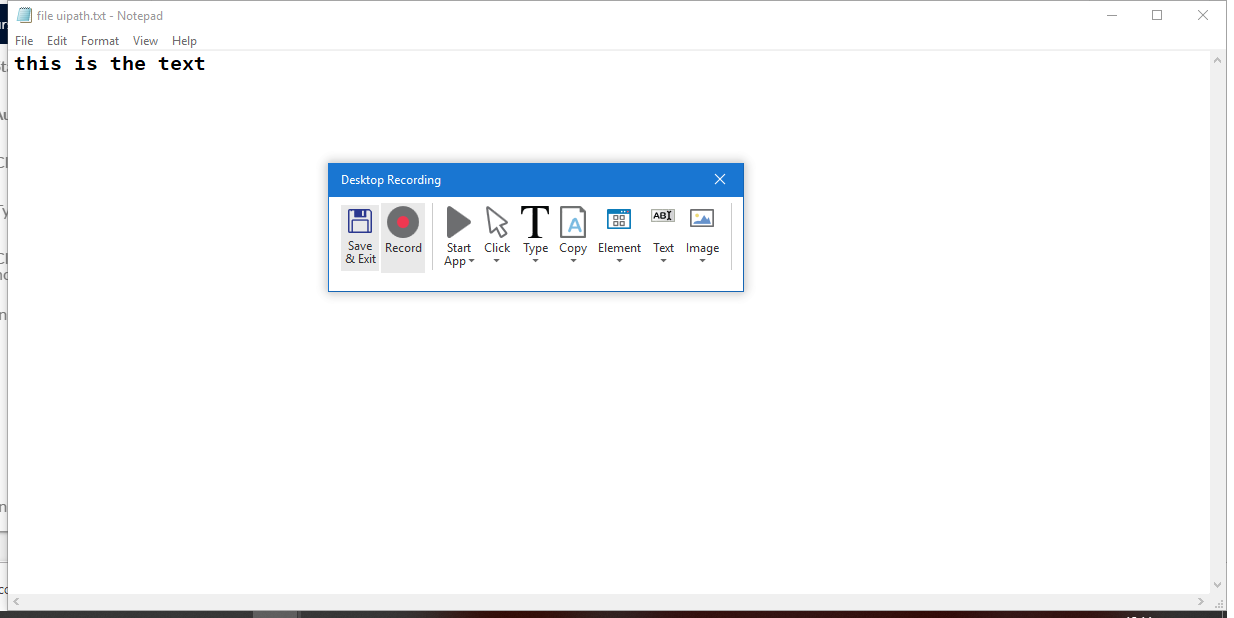 file uipath.txt - Notepad
File Edit Format View Help
this is the text
Desktop Recording
Save & Exit
Record
Start App
Click
Type
Copy
Element
Text
Image
A
ABI